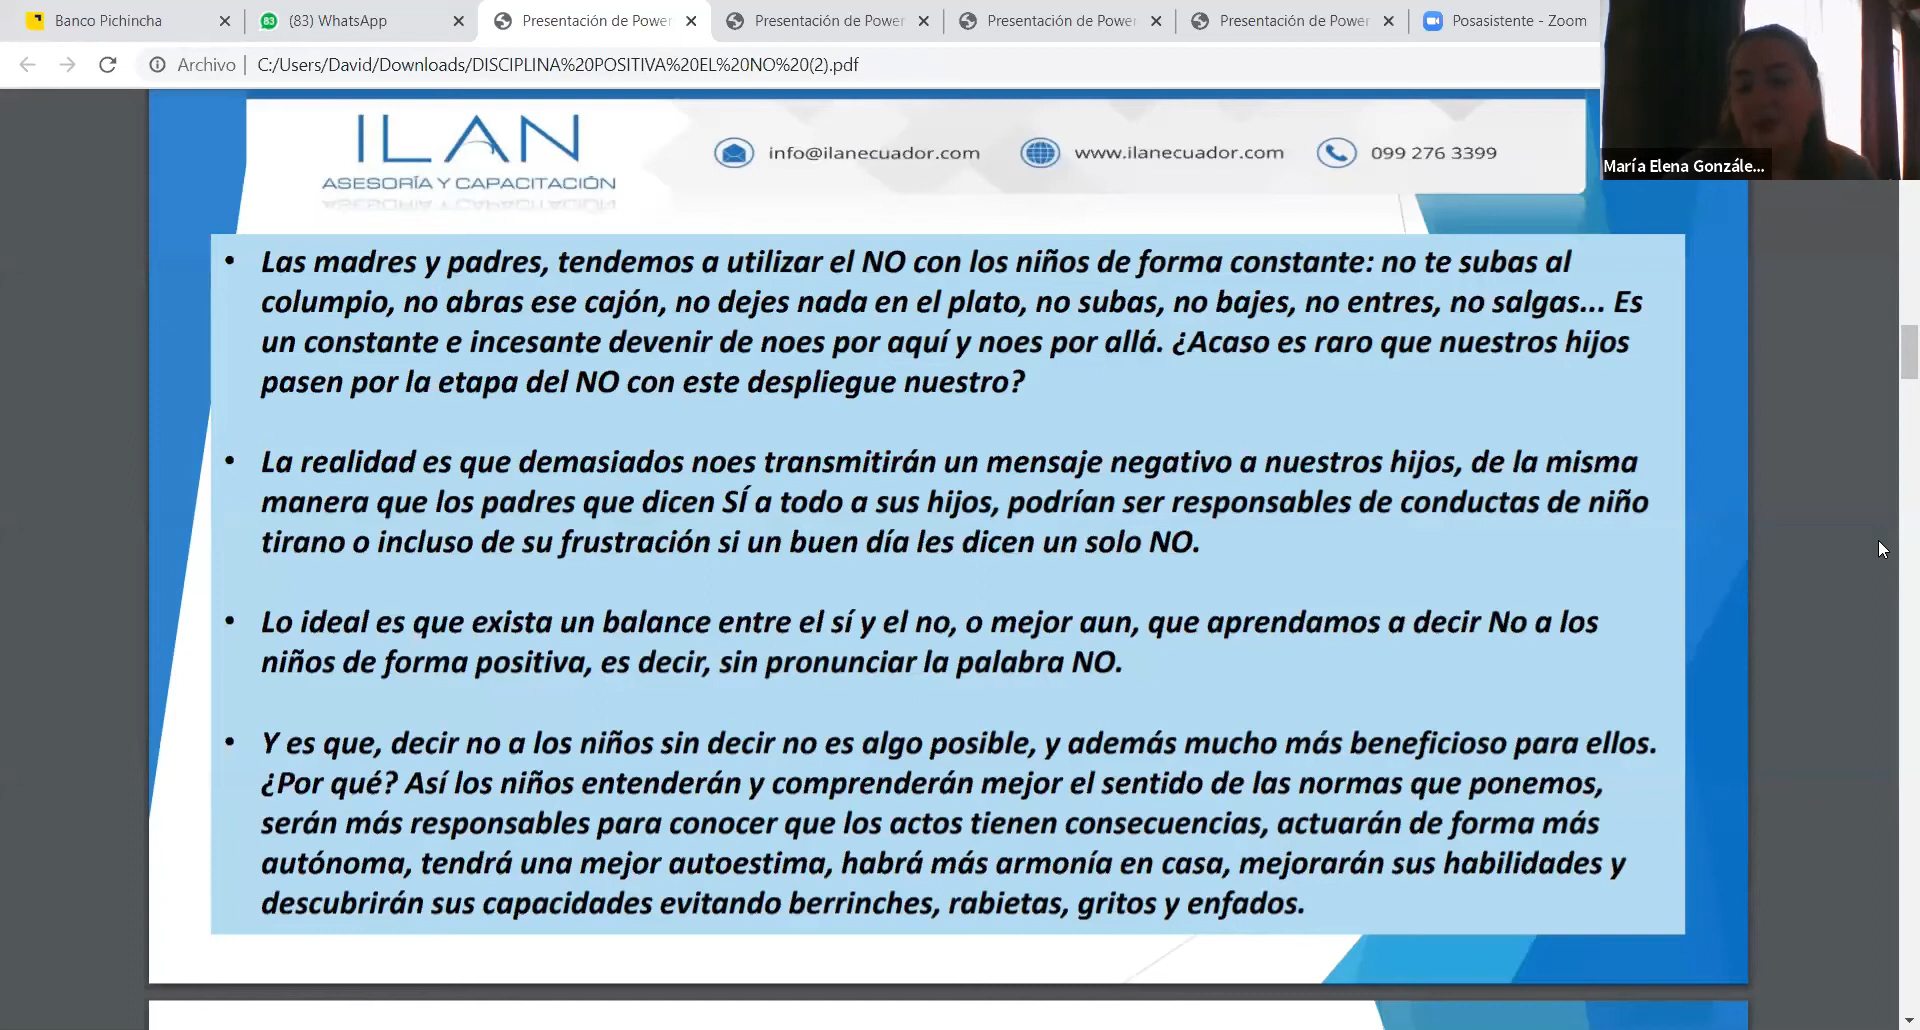 Banco Pichincha
(83) WhatsApp
Presentación de Power
Presentación de Power
Presentación de Power
Presentación de Power
Posasistente - Zoom
Archivo
C:/Users/David/Downloads/DISCIPLINA%20POSITIVA%20EL%20NO%20(2).pdf
ILAN
ASESORÍA Y CAPACITACIÓN
info@ilanecuador.com
www.ilanecuador.com
099 276 3399
María Elena Gonzále...
• Las madres y padres, tendemos a utilizar el NO con los niños de forma constante: no te subas al
columpio, no abras ese cajón, no dejes nada en el plato, no subas, no bajes, no entres, no salgas... Es
un constante e incesante devenir de noes por aquí y noes por allá. ¿Acaso es raro que nuestros hijos
pasen por la etapa del NO con este despliegue nuestro?
• La realidad es que demasiados noes transmitirán un mensaje negativo a nuestros hijos, de la misma
manera que los padres que dicen SÍ a todo a sus hijos, podrían ser responsables de conductas de niño
tirano o incluso de su frustración si un buen día les dicen un solo NO.
• Lo ideal es que exista un balance entre el sí y el no, o mejor aun, que aprendamos a decir No a los
niños de forma positiva, es decir, sin pronunciar la palabra NO.
• Y es que, decir no a los niños sin decir no es algo posible, y además mucho más beneficioso para ellos.
¿Por qué? Así los niños entenderán y comprenderán mejor el sentido de las normas que ponemos,
serán más responsables para conocer que los actos tienen consecuencias, actuarán de forma más
autónoma, tendrá una mejor autoestima, habrá más armonía en casa, mejorarán sus habilidades y
descubrirán sus capacidades evitando berrinches, rabietas, gritos y enfados.